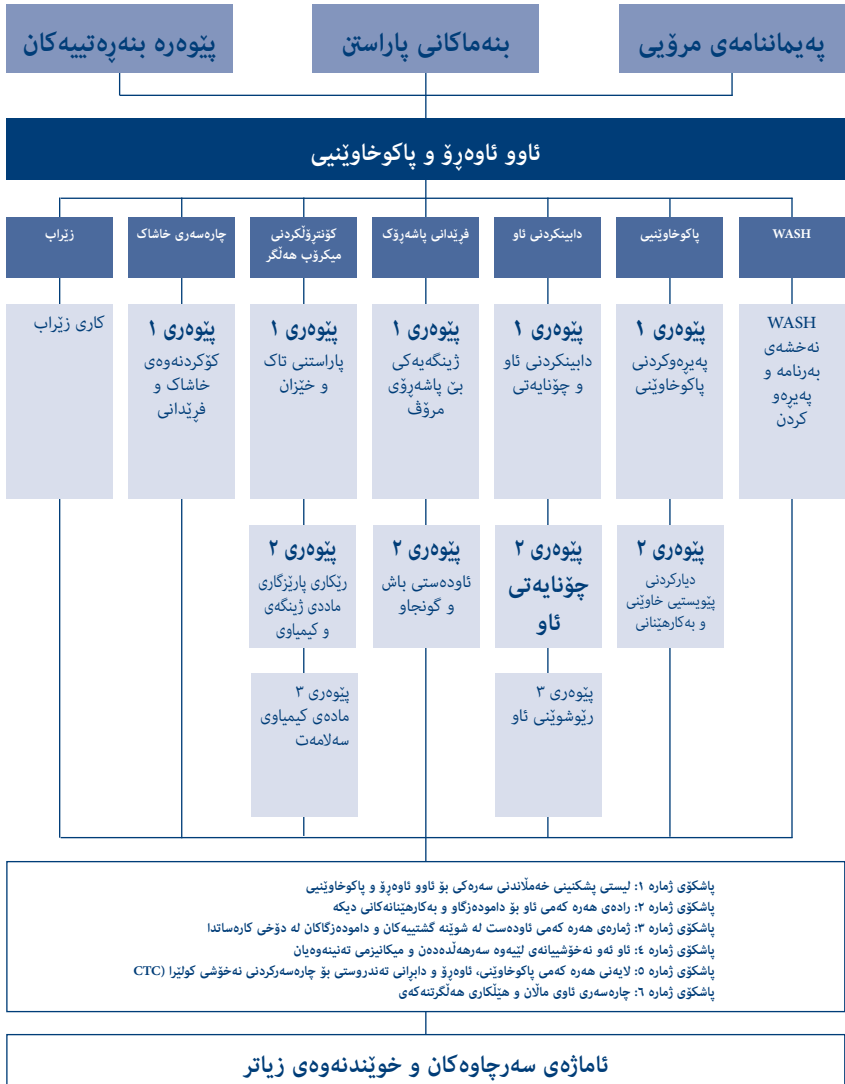 پەیماننامەی مرۆیی
بنەماکانی پاراستن
پێوەرە بنەڕەتییەکان
ئاوو ئاوەڕۆ و پاکوخاوێنیی
WASH
پاکوخاوێنیی
دابینکردنی ئاو
فڕێدانی پاشەڕۆک
کۆنترۆڵکردنی
میکرۆب هەڵگر
چارەسەری خاشاک
زێراب
WASH
نەخشەی
بەرنامە و
پەیڕەو
کردن
پێوەری ١
پەیڕەوکردنی
پاکوخاوێنی
پێوەری ١
دابینکردنی ئاو
و چۆنایەتی
پێوەری ١
ژینگەیەکی
بێ پاشەڕۆی
مرۆڤ
پێوەری ١
پاراستنی تاک
و خێزان
پێوەری ١
کۆکردنەوەی
خاشاک و
فڕێدانی
کاری زێراب
پێوەری ٢
دیارکردنی
پێویستیی خاوێنی
و بەکارهێنانی
پێوەری ٢
چۆنایەتی
ئاو
پێوەری ٢
ئاودەستی باش
و گونجاو
پێوەری ٢
رێکاری پارێزگاری
ماددی ژینگەی
و کیمیاوی
پێوەری ٣
رێوشوێنی ئاو
پێوەری ٣
مادەی کیمیاوی
سەلامەت
پاشکۆی ژمارە ١: لیستی پشکنینی خەمڵاندنی سەرەکی بۆ ئاوو ئاوەڕۆ و پاکوخاوێنیی
پاشکۆی ژمارە ٢: رادەی هەرە کەمی ئاو بۆ دامودەزگاو و بەکارهێنانەکانی دیکە
پاشکۆی ژمارە ٣: ژمارەی هەرە کەمی ئاودەست لە شوێنە گشتییەکان و دامودەزگاکان لە دۆخی کارەساتدا
پاشکۆی ژمارە ٤: ئاو ئەو نەخۆشییانەی لێیەوە سەرهەڵدەدەن و میکانیزمی تەنینەوەیان
پاشکۆی ژمارە ٥: لایەنی هەرە کەمی پاکوخاوێنی، ئاوەڕۆ و دابڕانی تەندروستی بۆ چارەسەرکردنی نەخۆشی کولێرا (CTC
پاشکۆی ژمارە ٦: چارەسەری ئاوی ماڵان و هێڵکاری هەڵگرتنەکەی
ئاماژەی سەرچاوەکان و خوێندنەوەی زیاتر